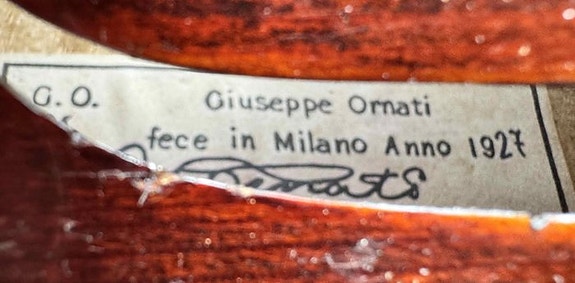 G. O. Giuseppe Ornati
fece in Milano Anno 1927